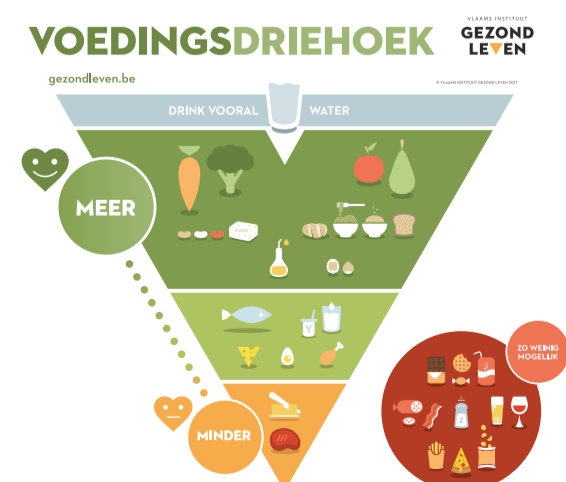 VOEDINGSDRIEHOEK
VLAAMS INSTITUUT
GEZOND
LEVEN
gezondleven.be
© VLAAMS INSTITUUT GEZOND LEVEN 2017
DRINK VOORAL WATER
MEER
TOFU
Y
ZO WEINIG
MOGELIJK
MINDER
Z